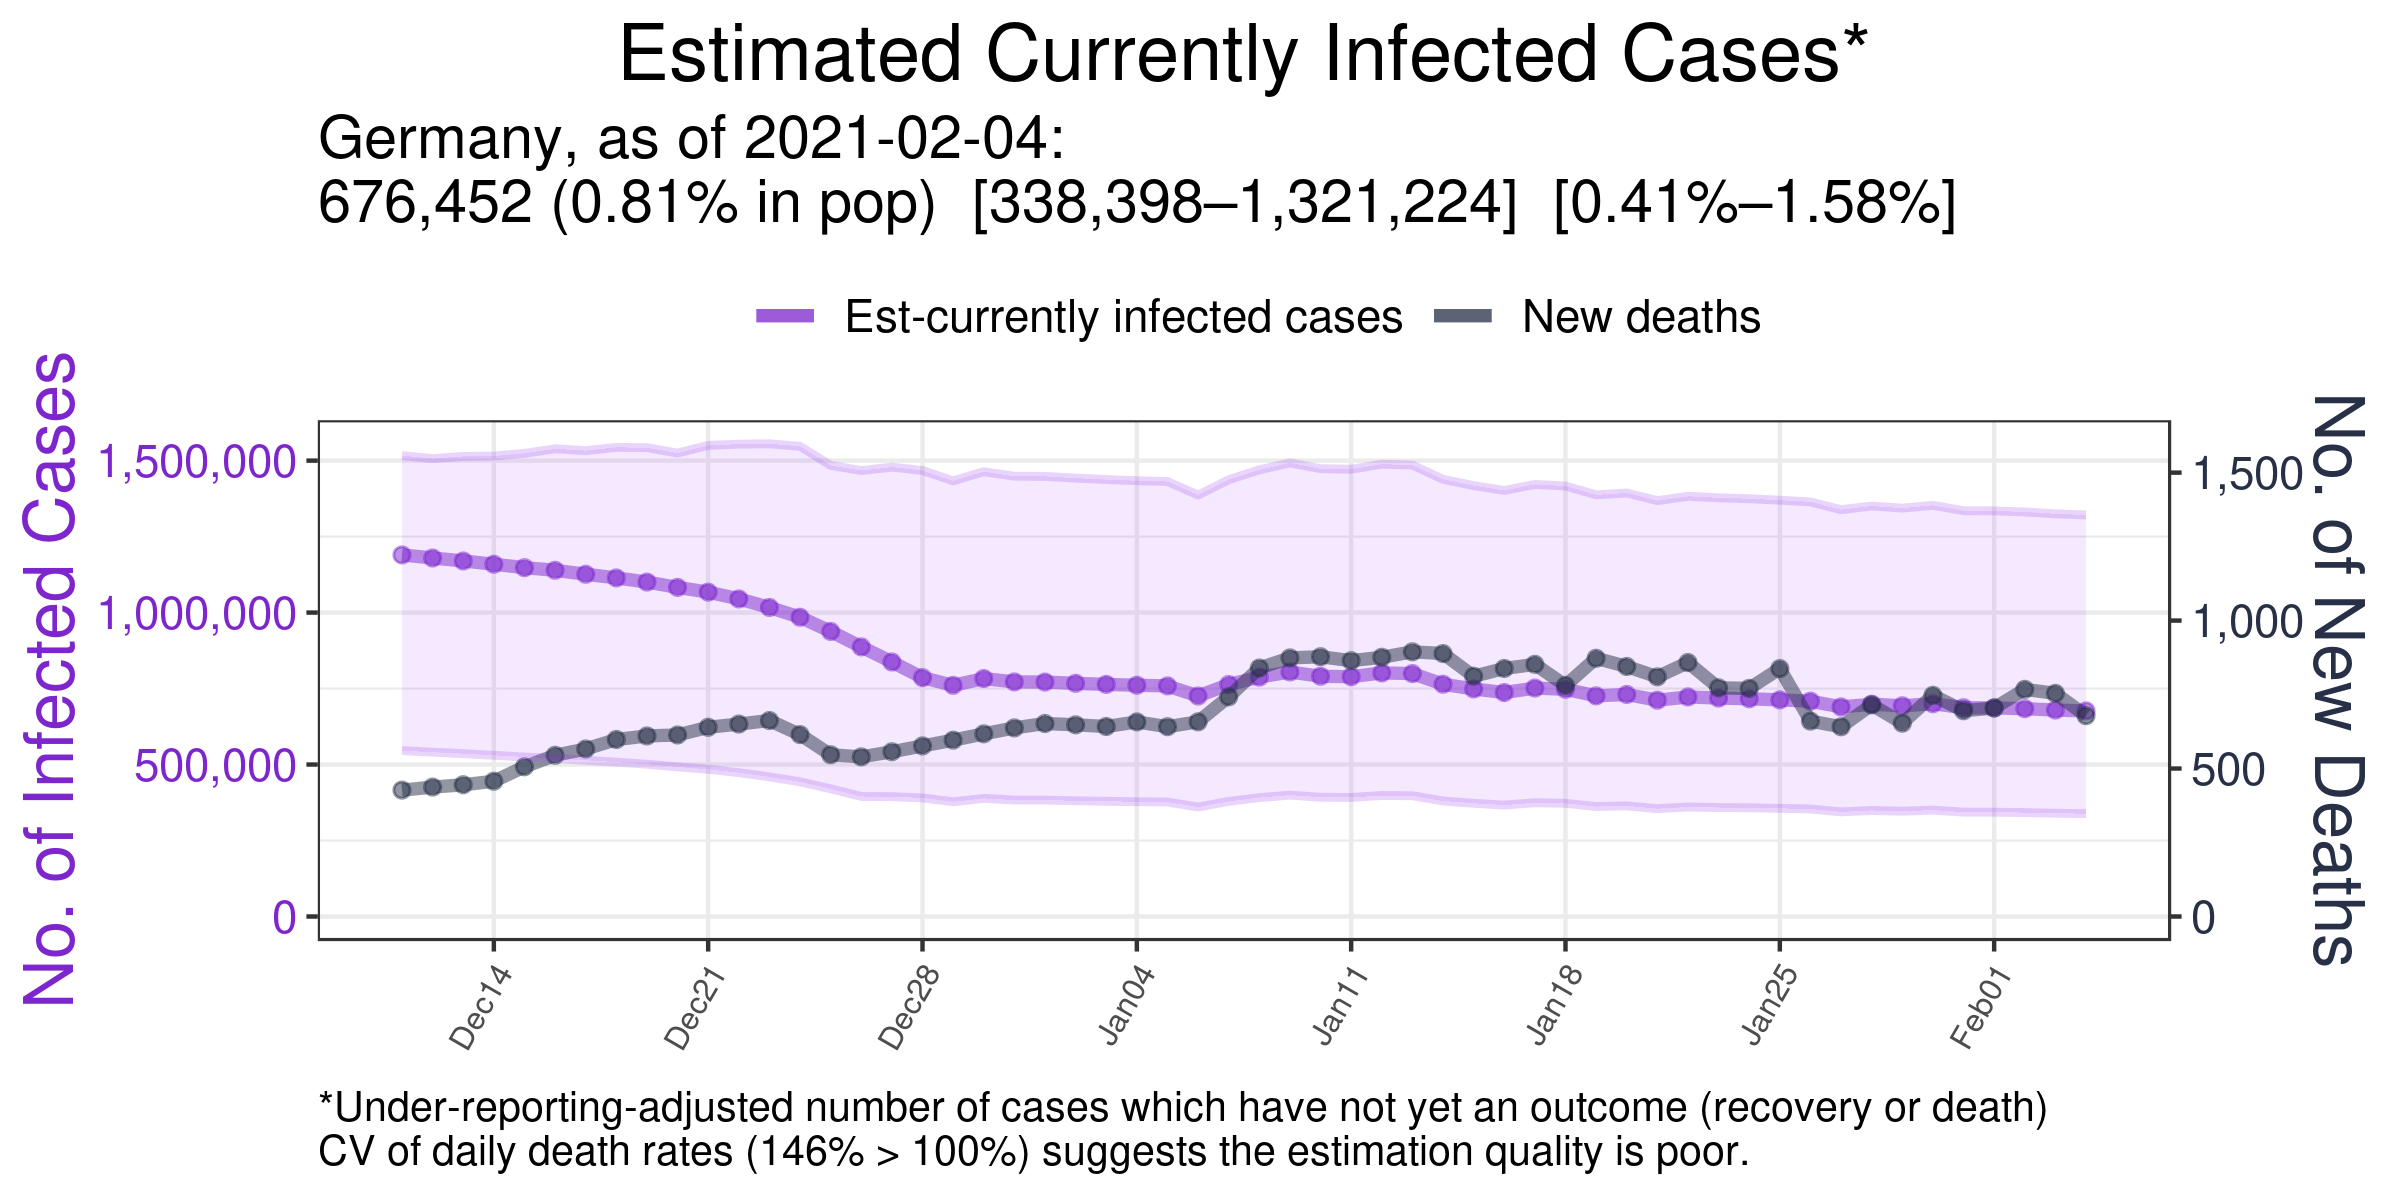 Estimated Currently Infected Cases*
Germany, as of 2021-02-04:
676,452 (0.81% in pop)  [338,398–1,321,224]  [0.41%–1.58%]
Est-currently infected cases
New deaths
No. of Infected Cases
1,500,000
1,000,000
500,000
0
1,500
1,000
500
0
No. of New Deaths
Dec14
Dec21
Dec28
Jan04
Jan11
Jan18
Jan25
Feb01
*Under-reporting-adjusted number of cases which have not yet an outcome (recovery or death)
CV of daily death rates (146% > 100%) suggests the estimation quality is poor.